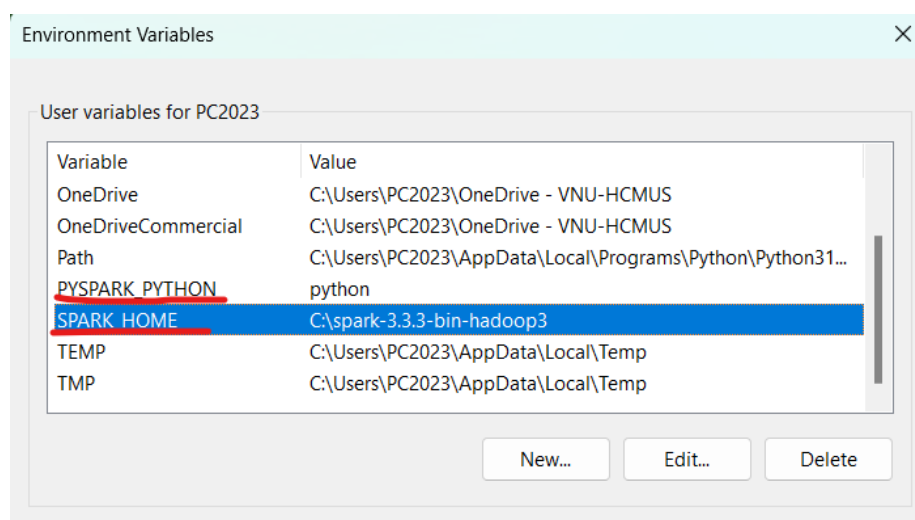 Environment Variables
User variables for PC2023
Variable Value
OneDrive C:\Users\PC2023\OneDrive - VNU-HCMUS
OneDriveCommercial C:\Users\PC2023\OneDrive - VNU-HCMUS
Path C:\Users\PC2023\AppData\Local\Programs\Python\Python31...
PYSPARK_PYTHON python
SPARK_HOME C:\spark-3.3.3-bin-hadoop3
TEMP C:\Users\PC2023\AppData\Local\Temp
TMP C:\Users\PC2023\AppData\Local\Temp
New... Edit... Delete